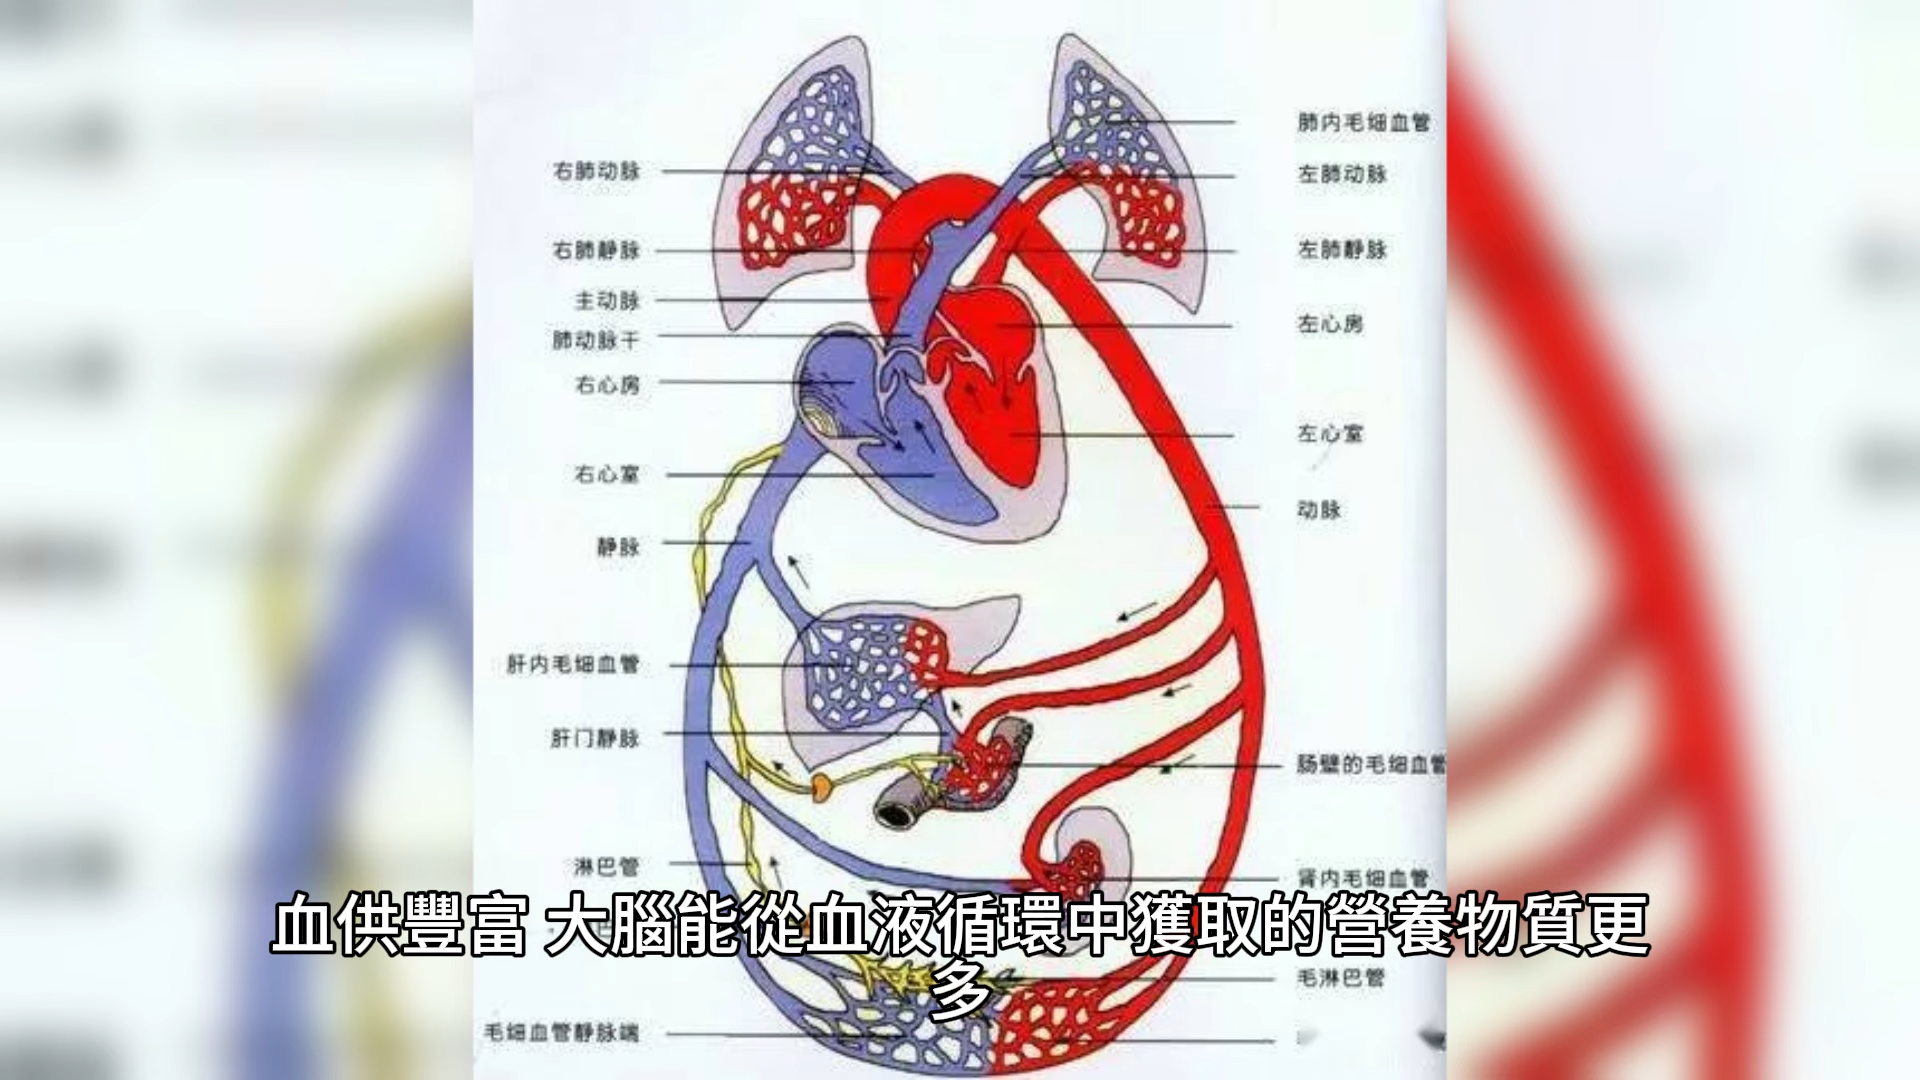 肺内毛细血管
右肺动脉
左肺动脉
右肺静脉
左肺静脉
主动脉
左心房
肺动脉干
右心房
左心室
右心室
动脉
静脉
肝内毛细血管
肝门静脉
肠壁的毛细血管
淋巴管
肾内毛细血管
血供豐富 大腦能從血液循環中獲取的營養物質更
多
毛淋巴管
毛细血管静脉端